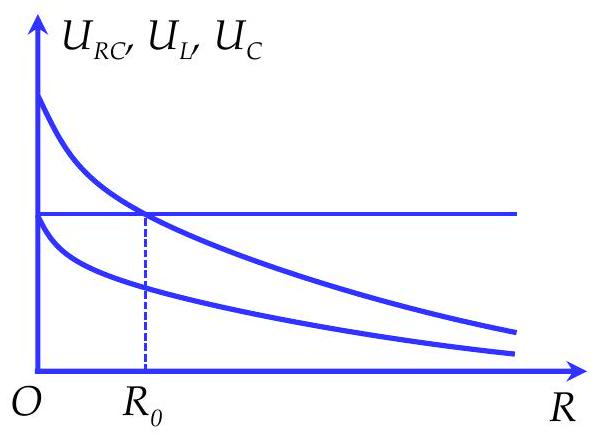 U_RC, U_L, U_C
O R_0 R